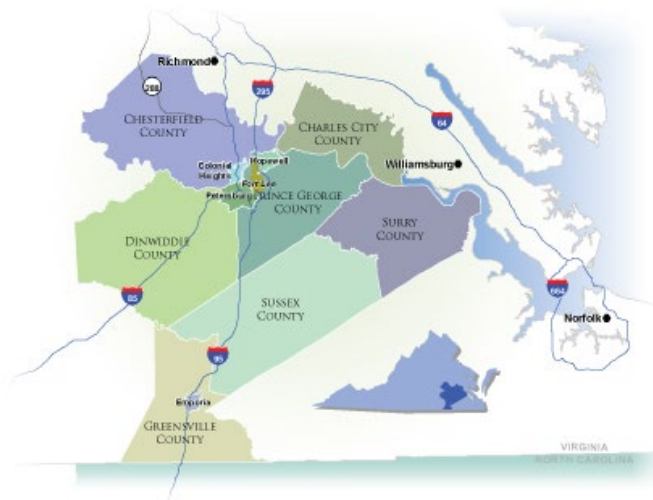 Richmond
288
295
CHESTERFIELD
COUNTY
CHARLES CITY
COUNTY
64
Colonial
Heights
Hopewell
Williamsburg
Fort Lee
Petersburg
PRINCE GEORGE
COUNTY
SURRY
COUNTY
DINWIDDIE
COUNTY
85
664
SUSSEX
COUNTY
Norfolk
95
Emporia
GREENSVILLE
COUNTY
VIRGINIA
NORTH CAROLINA